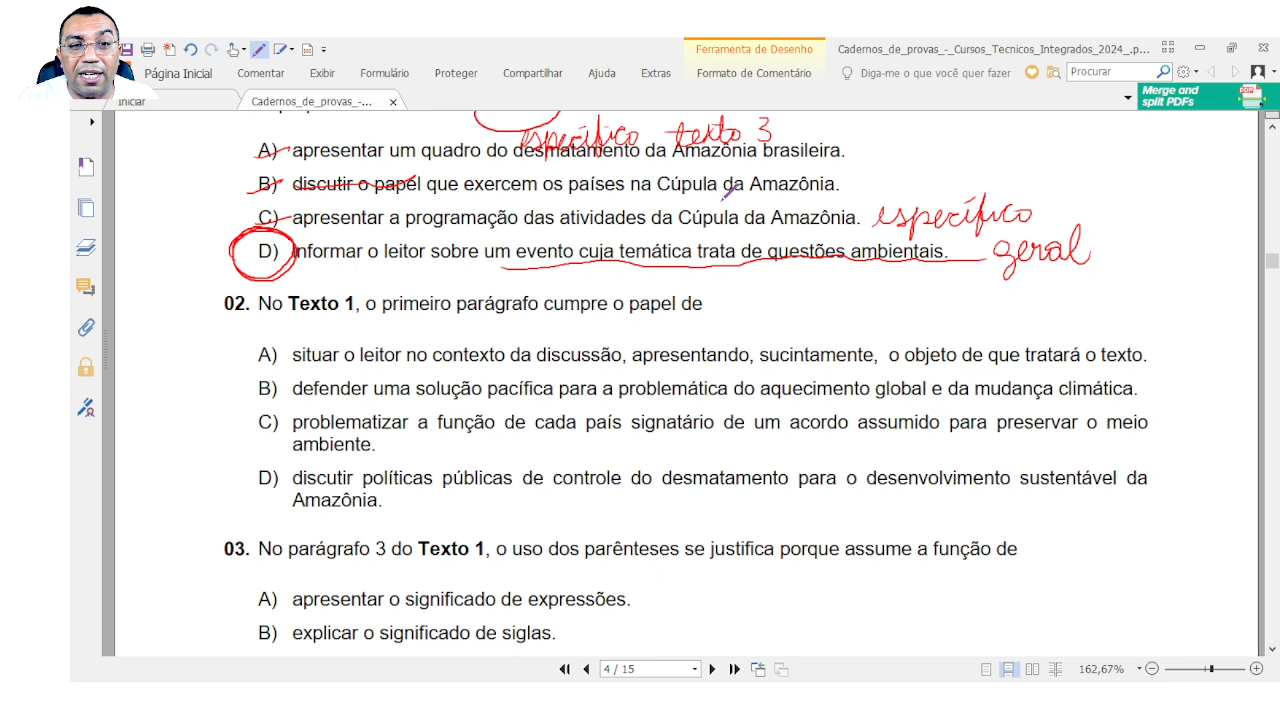 Ferramenta de Desenho
Cadernos_de_provas_-_Cursos_Tecnicos_Integrados_2024_.p...
Página Inicial
Comentar
Exibir
Formulário
Proteger
Compartilhar
Ajuda
Extras
Formato de Comentário
Diga-me o que você quer fazer
Procurar
Iniciar
Cadernos_de_provas_-...
Merge and
split PDFs
específico texto 3
A) apresentar um quadro do desmatamento da Amazônia brasileira.
B) discutir o papel que exercem os países na Cúpula da Amazônia.
C) apresentar a programação das atividades da Cúpula da Amazônia. específico
D) informar o leitor sobre um evento cuja temática trata de questões ambientais. geral
02. No Texto 1, o primeiro parágrafo cumpre o papel de
A) situar o leitor no contexto da discussão, apresentando, sucintamente, o objeto de que tratará o texto.
B) defender uma solução pacífica para a problemática do aquecimento global e da mudança climática.
C) problematizar a função de cada país signatário de um acordo assumido para preservar o meio
ambiente.
D) discutir políticas públicas de controle do desmatamento para o desenvolvimento sustentável da
Amazônia.
03. No parágrafo 3 do Texto 1, o uso dos parênteses se justifica porque assume a função de
A) apresentar o significado de expressões.
B) explicar o significado de siglas.
4 / 15
162,67%